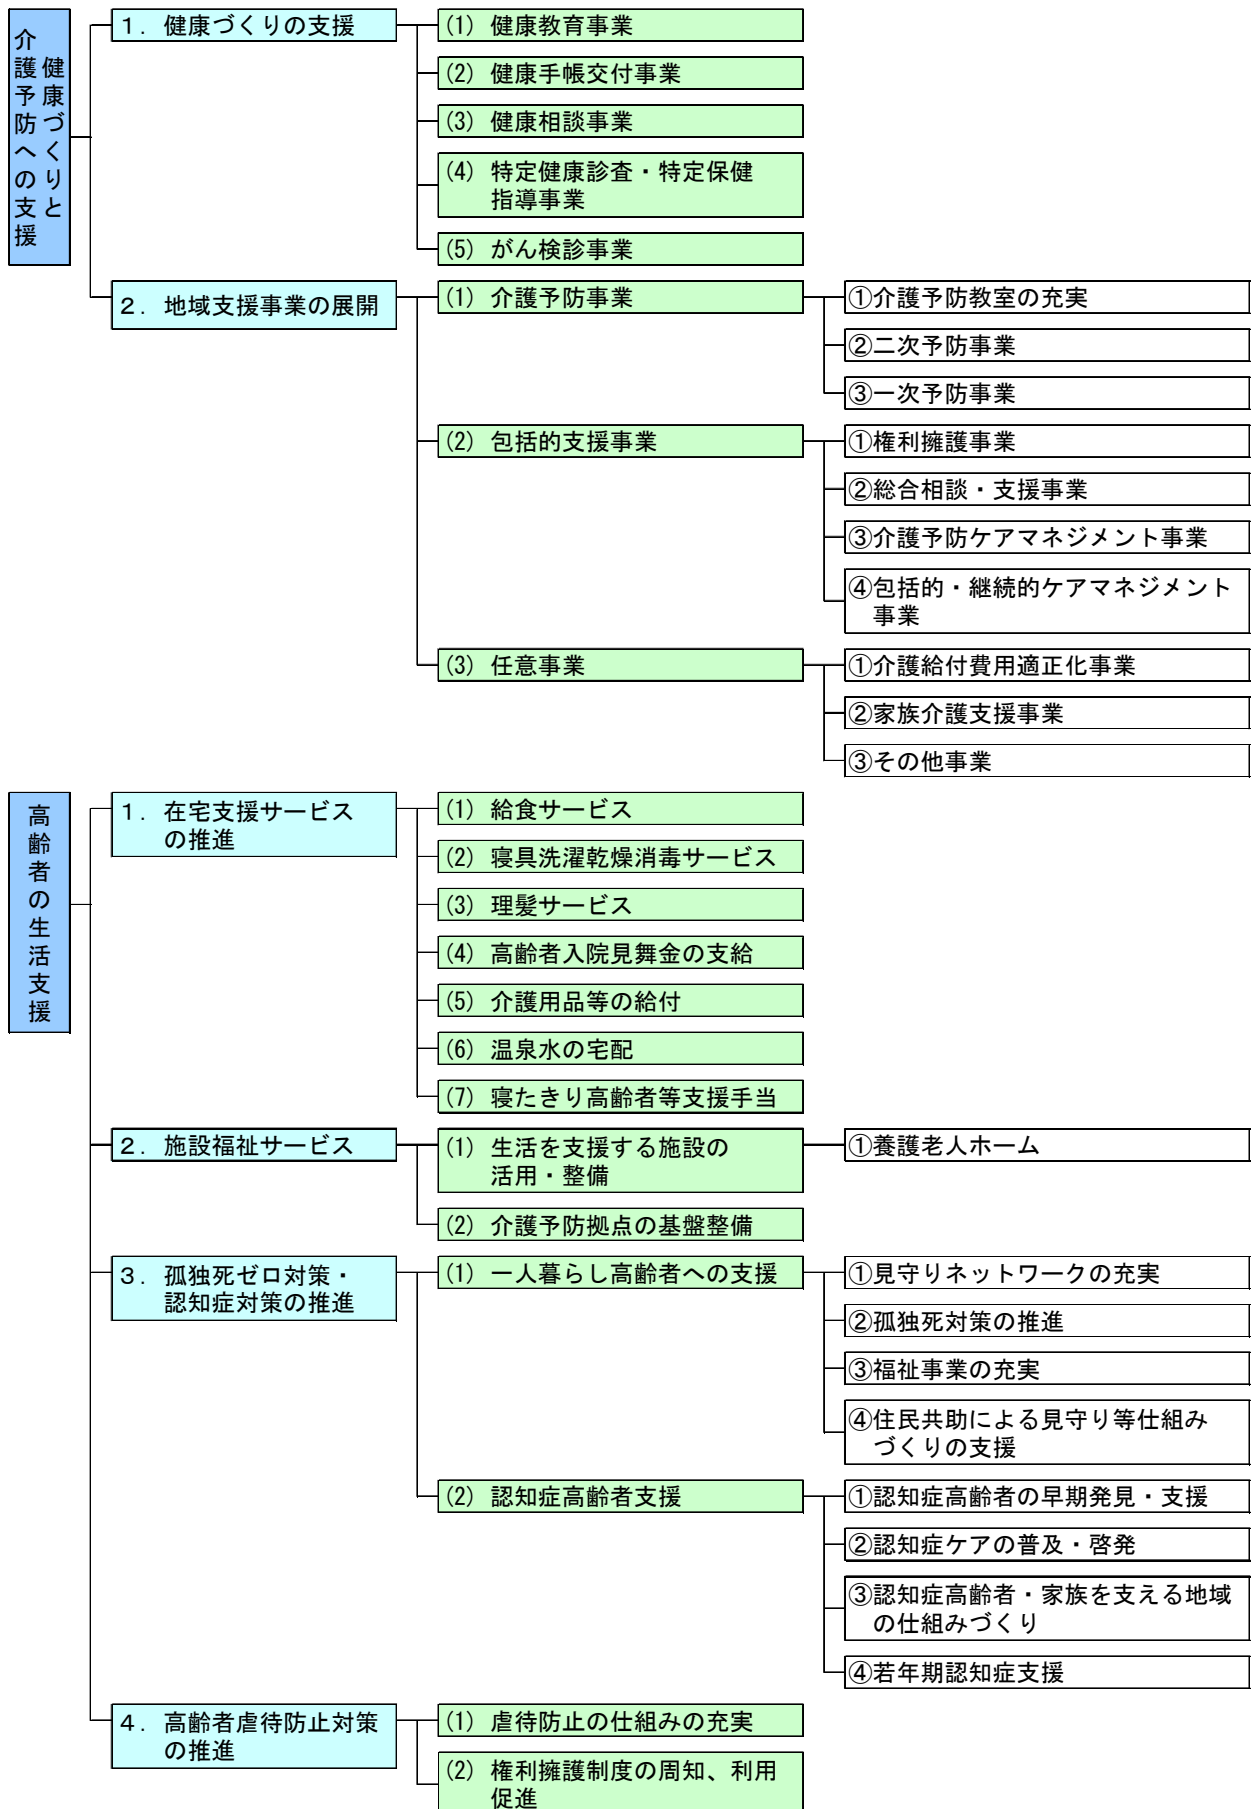 健康づくりと
介護予防への支援
１．健康づくりの支援
(1) 健康教育事業
(2) 健康手帳交付事業
(3) 健康相談事業
(4) 特定健康診査・特定保健
指導事業
(5) がん検診事業
２．地域支援事業の展開
(1) 介護予防事業
①介護予防教室の充実
②二次予防事業
③一次予防事業
(2) 包括的支援事業
①権利擁護事業
②総合相談・支援事業
③介護予防ケアマネジメント事業
④包括的・継続的ケアマネジメント
事業
(3) 任意事業
①介護給付費用適正化事業
②家族介護支援事業
③その他事業
高齢者の生活支援
１．在宅支援サービス
の推進
(1) 給食サービス
(2) 寝具洗濯乾燥消毒サービス
(3) 理髪サービス
(4) 高齢者入院見舞金の支給
(5) 介護用品等の給付
(6) 温泉水の宅配
(7) 寝たきり高齢者等支援手当
２．施設福祉サービス
(1) 生活を支援する施設の
活用・整備
①養護老人ホーム
(2) 介護予防拠点の基盤整備
３．孤独死ゼロ対策・
認知症対策の推進
(1) 一人暮らし高齢者への支援
①見守りネットワークの充実
②孤独死対策の推進
③福祉事業の充実
④住民共助による見守り等仕組み
づくりの支援
(2) 認知症高齢者支援
①認知症高齢者の早期発見・支援
②認知症ケアの普及・啓発
③認知症高齢者・家族を支える地域
の仕組みづくり
④若年期認知症支援
４．高齢者虐待防止対策
の推進
(1) 虐待防止の仕組みの充実
(2) 権利擁護制度の周知、利用
促進